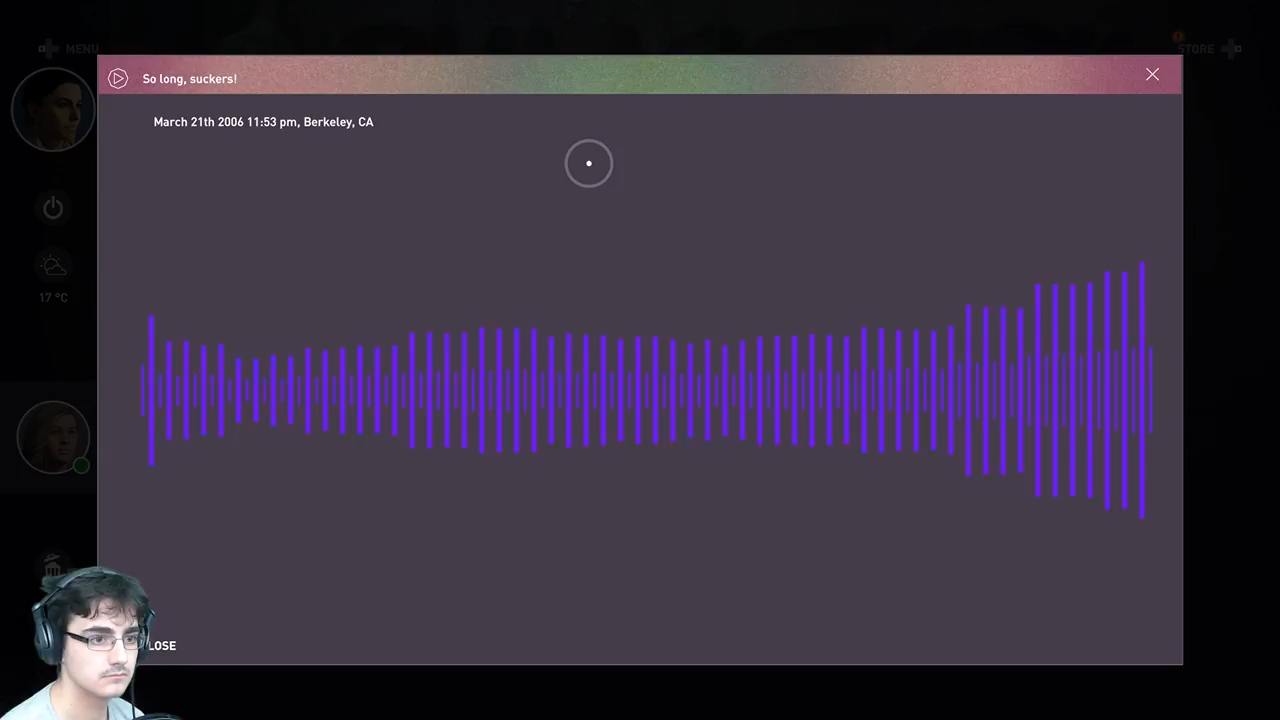 MENU
STORE
So long, suckers!
March 21th 2006 11:53 pm, Berkeley, CA
17 °C
LOSE